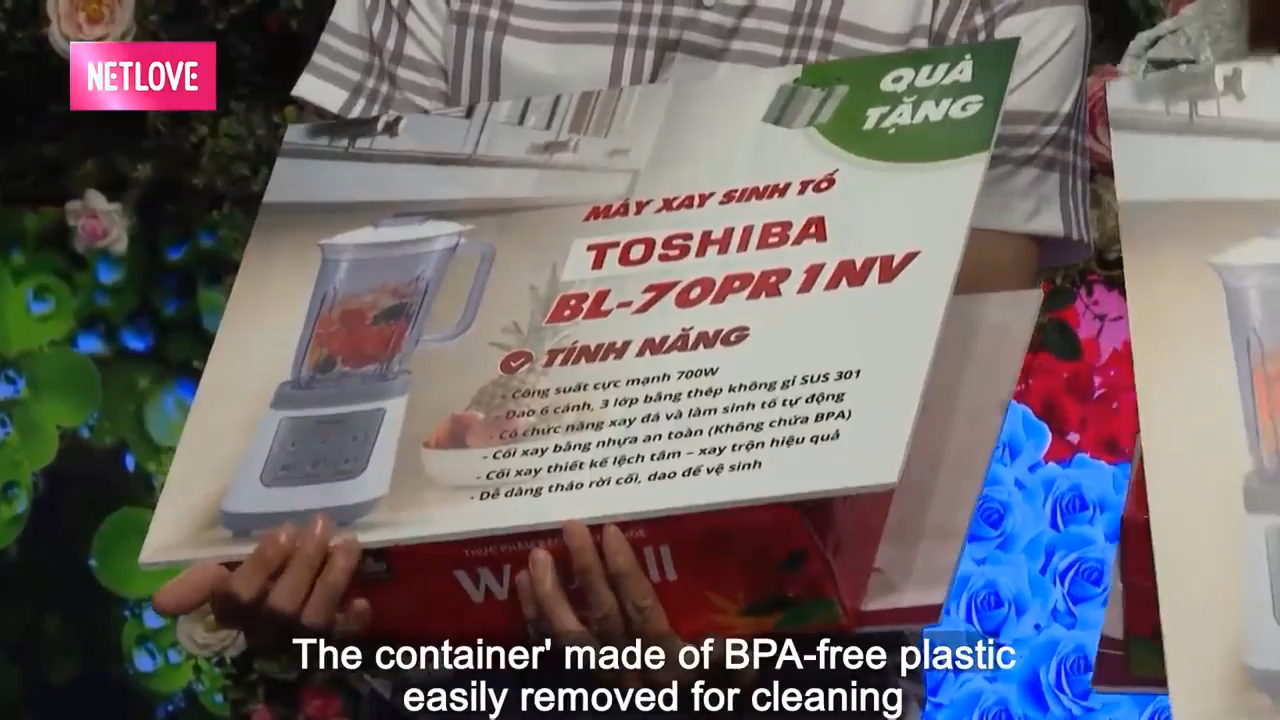 NETLOVE
QUÀ
TẶNG
MÁY XAY SINH TỐ
TOSHIBA
BL-70PR1NV
TÍNH NĂNG
- Công suất cực mạnh 700W
- Dao 6 cánh, 3 lớp bằng thép không gỉ SUS 301
- Có chức năng xay đá và làm sinh tố tự động
- Cối xay bằng nhựa an toàn (Không chứa BPA)
- Cối xay thiết kế lệch tâm – xay trộn hiệu quả
- Dễ dàng tháo rời cối, dao để vệ sinh
THỰC PHẨM
The container' made of BPA-free plastic
easily removed for cleaning